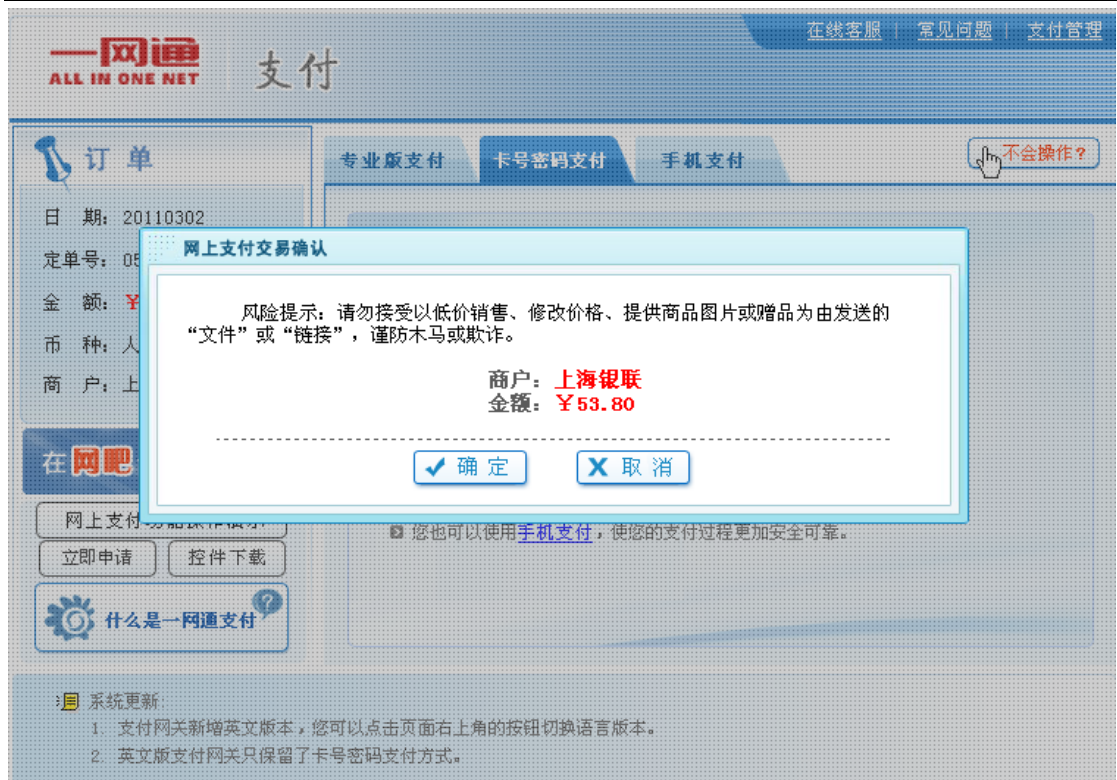 在线客服 | 常见问题 | 支付管理
一网通
ALL IN ONE NET
支付
订单
专业版支付
卡号密码支付
手机支付
不会操作？
日 期：20110302
定单号：05
金 额：￥
币 种：人
商 户：上
网上支付交易确认
风险提示：请勿接受以低价销售、修改价格、提供商品图片或赠品为由发送的
“文件”或“链接”，谨防木马或欺诈。
商户：上海银联
金额：￥53.80
确 定
取 消
在网吧
网上支付功能操作演示
您也可以使用手机支付，使您的支付过程更加安全可靠。
立即申请
控件下载
什么是一网通支付
系统更新：
1. 支付网关新增英文版本，您可以点击页面右上角的按钮切换语言版本。
2. 英文版支付网关只保留了卡号密码支付方式。